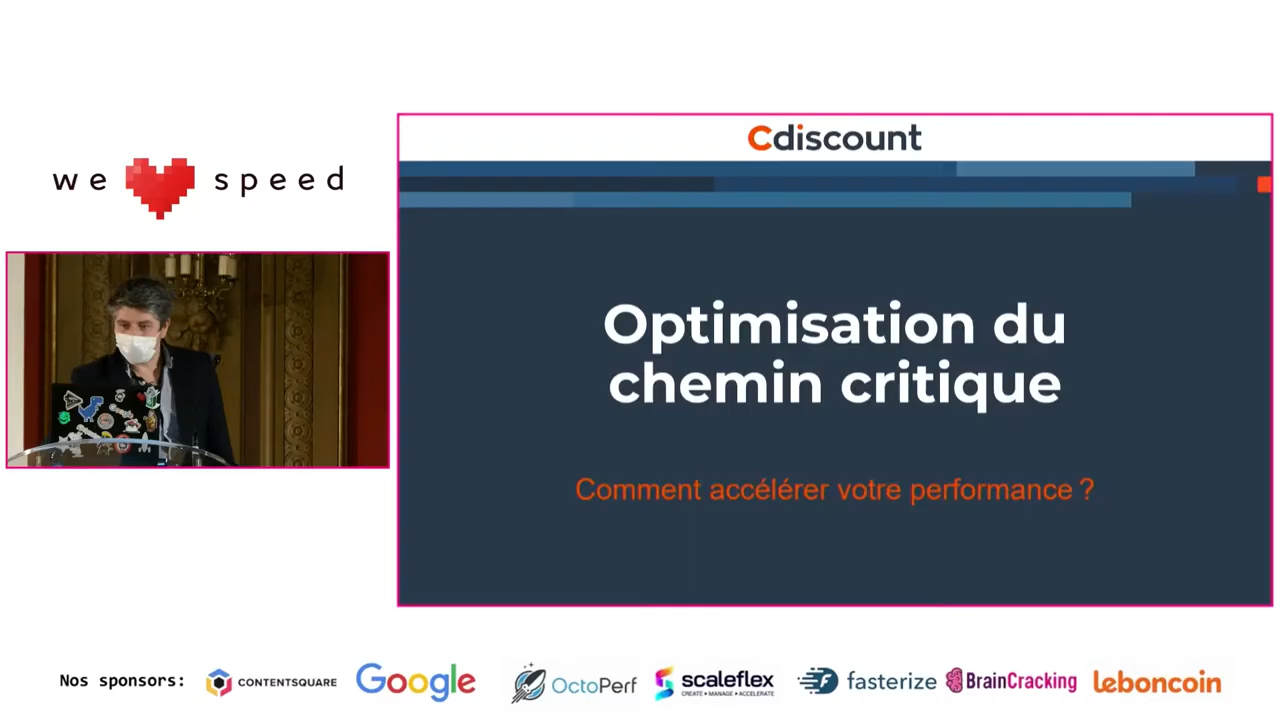 we speed
Cdiscount
Optimisation du
chemin critique
Comment accélérer votre performance ?
Google
Nos sponsors:
CONTENTSQUARE
Google
OctoPerf
scaleflex
CREATE • MANAGE • ACCELERATE
fasterize
BrainCracking
leboncoin